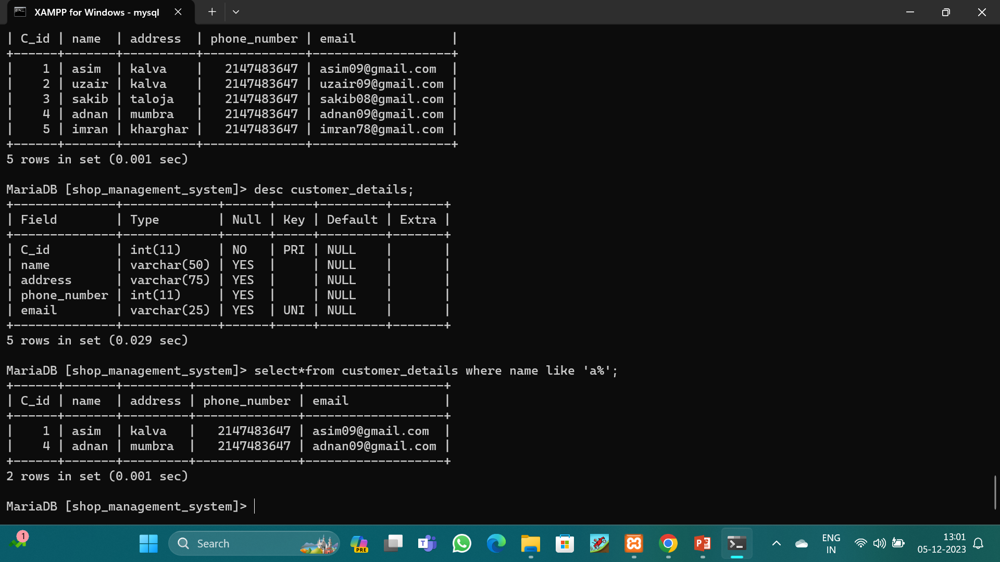 XAMPP for Windows - mysql
| C_id | name  | address  | phone_number | email             |
+------+-------+----------+--------------+-------------------+
|    1 | asim  | kalva    |   2147483647 | asim09@gmail.com  |
|    2 | uzair | kalva    |   2147483647 | uzair09@gmail.com |
|    3 | sakib | taloja   |   2147483647 | sakib08@gmail.com |
|    4 | adnan | mumbra   |   2147483647 | adnan09@gmail.com |
|    5 | imran | kharghar |   2147483647 | imran78@gmail.com |
+------+-------+----------+--------------+-------------------+
5 rows in set (0.001 sec)
MariaDB [shop_management_system]> desc customer_details;
+--------------+-------------+------+-----+---------+-------+
| Field        | Type        | Null | Key | Default | Extra |
+--------------+-------------+------+-----+---------+-------+
| C_id         | int(11)     | NO   | PRI | NULL    |       |
| name         | varchar(50) | YES  |     | NULL    |       |
| address      | varchar(75) | YES  |     | NULL    |       |
| phone_number | int(11)     | YES  |     | NULL    |       |
| email        | varchar(25) | YES  | UNI | NULL    |       |
+--------------+-------------+------+-----+---------+-------+
5 rows in set (0.029 sec)
MariaDB [shop_management_system]> select*from customer_details where name like 'a%';
+------+-------+---------+--------------+-------------------+
| C_id | name  | address | phone_number | email             |
+------+-------+---------+--------------+-------------------+
|    1 | asim  | kalva   |   2147483647 | asim09@gmail.com  |
|    4 | adnan | mumbra  |   2147483647 | adnan09@gmail.com |
+------+-------+---------+--------------+-------------------+
2 rows in set (0.001 sec)
MariaDB [shop_management_system]>
1
Search
PRE
ENG
IN
13:01
05-12-2023